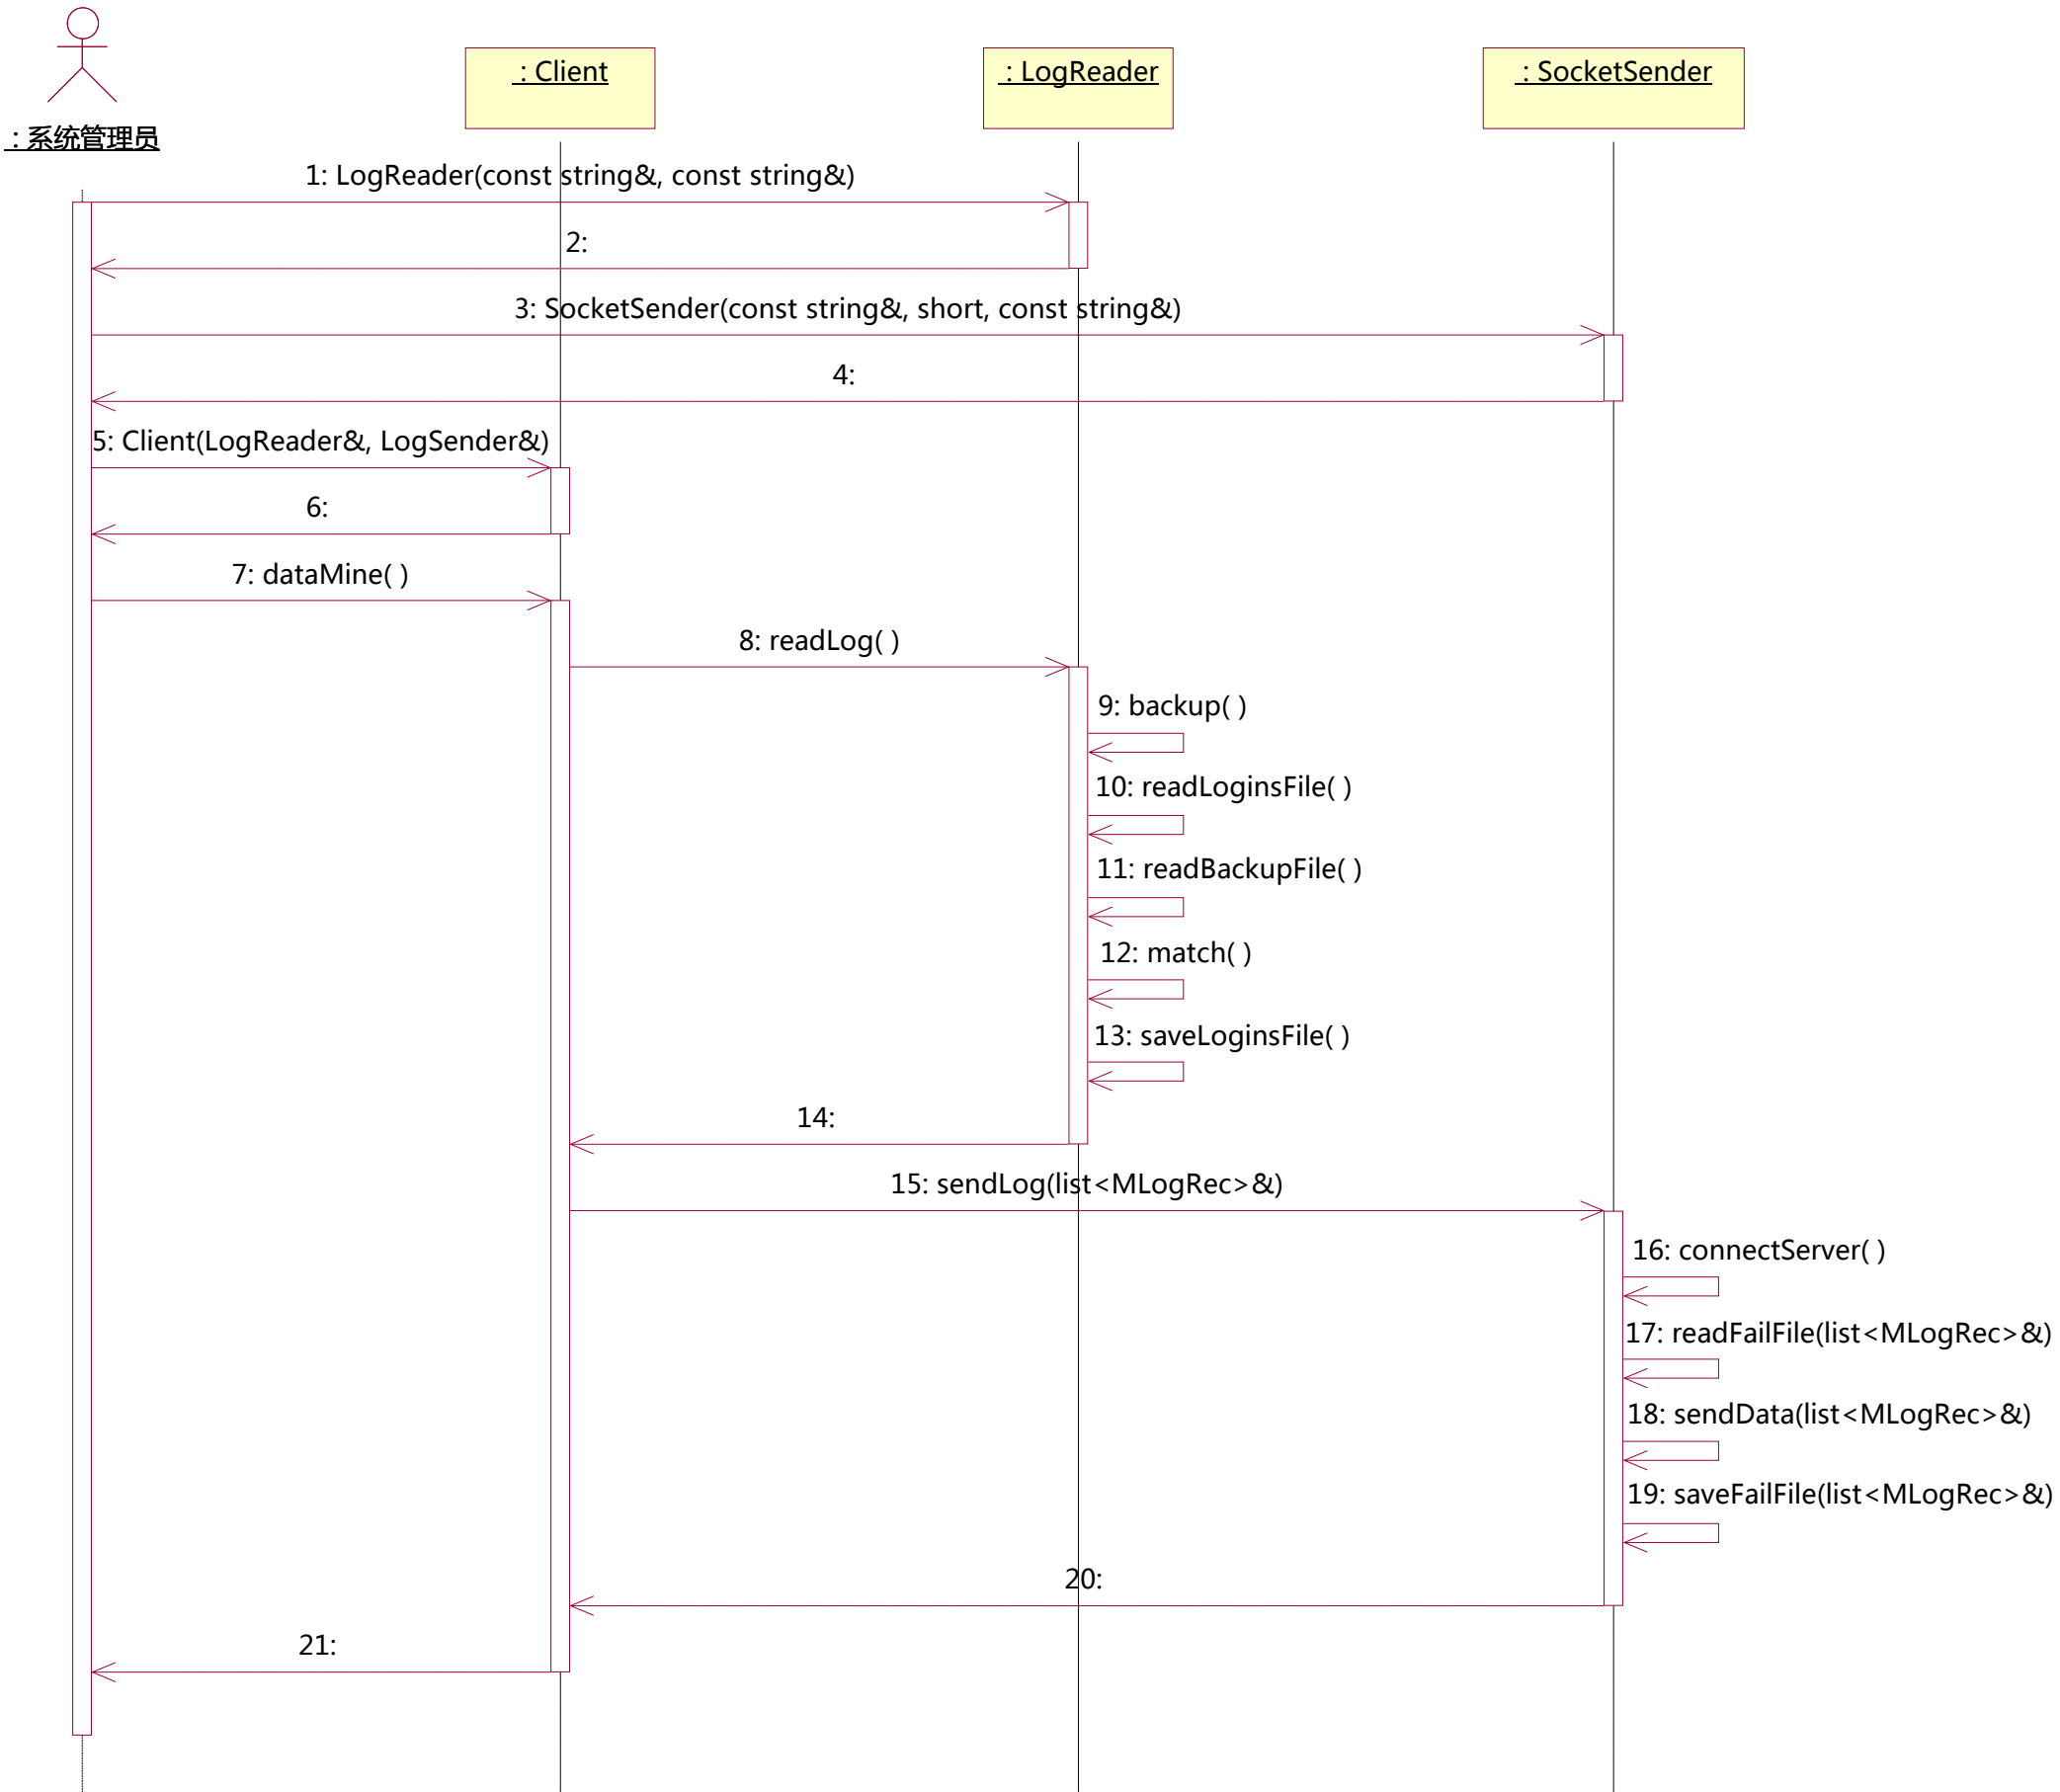 : Client
: LogReader
: SocketSender
: 系统管理员
1: LogReader(const string&, const string&)
2:
3: SocketSender(const string&, short, const string&)
4:
5: Client(LogReader&, LogSender&)
6:
7: dataMine( )
8: readLog( )
9: backup( )
10: readLoginsFile( )
11: readBackupFile( )
12: match( )
13: saveLoginsFile( )
14:
15: sendLog(list<MLogRec>&)
16: connectServer( )
17: readFailFile(list<MLogRec>&)
18: sendData(list<MLogRec>&)
19: saveFailFile(list<MLogRec>&)
20:
21: